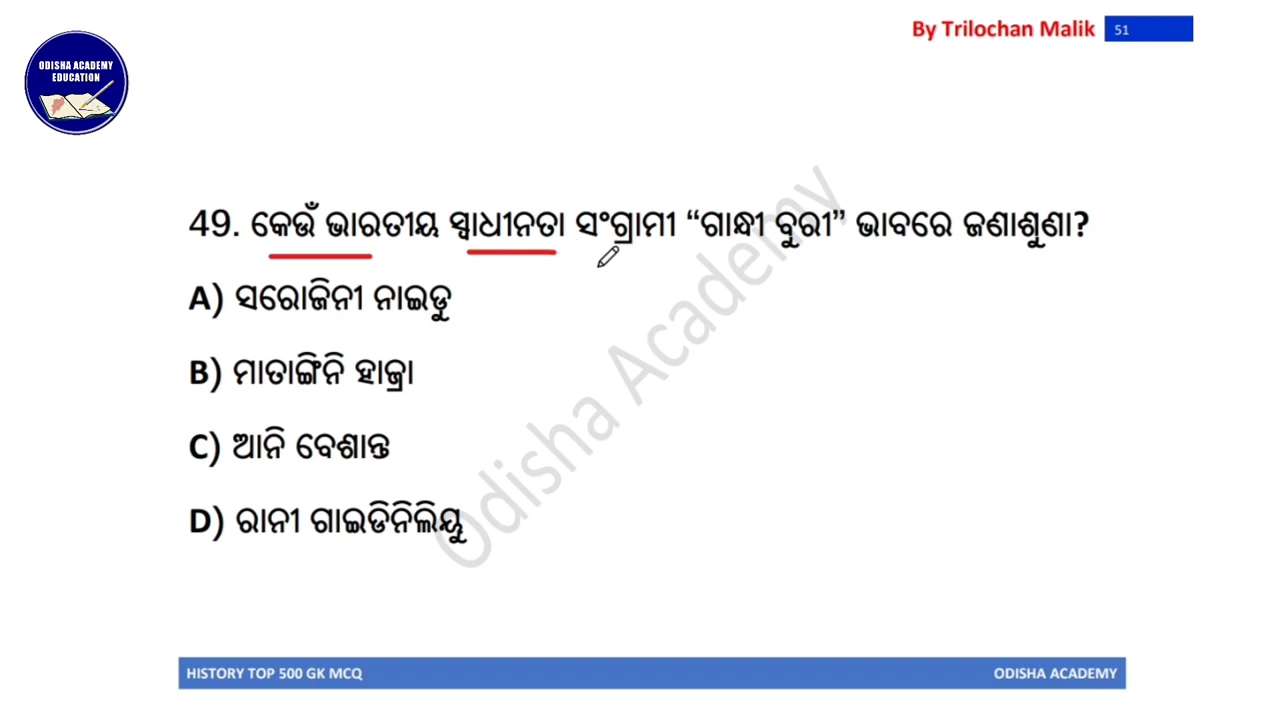 By Trilochan Malik 51
ODISHA ACADEMY
EDUCATION
49. କେଉଁ ଭାରତୀୟ ସ୍ୱାଧୀନତା ସଂଗ୍ରାମୀ “ଗାନ୍ଧୀ ବୁରୀ” ଭାବରେ ଜଣାଶୁଣା?
A) ସରୋଜିନୀ ନାଇଡୁ
B) ମାତାଙ୍ଗିନି ହାଜ୍ରା
C) ଆନି ବେଶାନ୍ତ
D) ରାନୀ ଗାଇଡିନିଲିୟୁ
Odisha Academy
HISTORY TOP 500 GK MCQ ODISHA ACADEMY